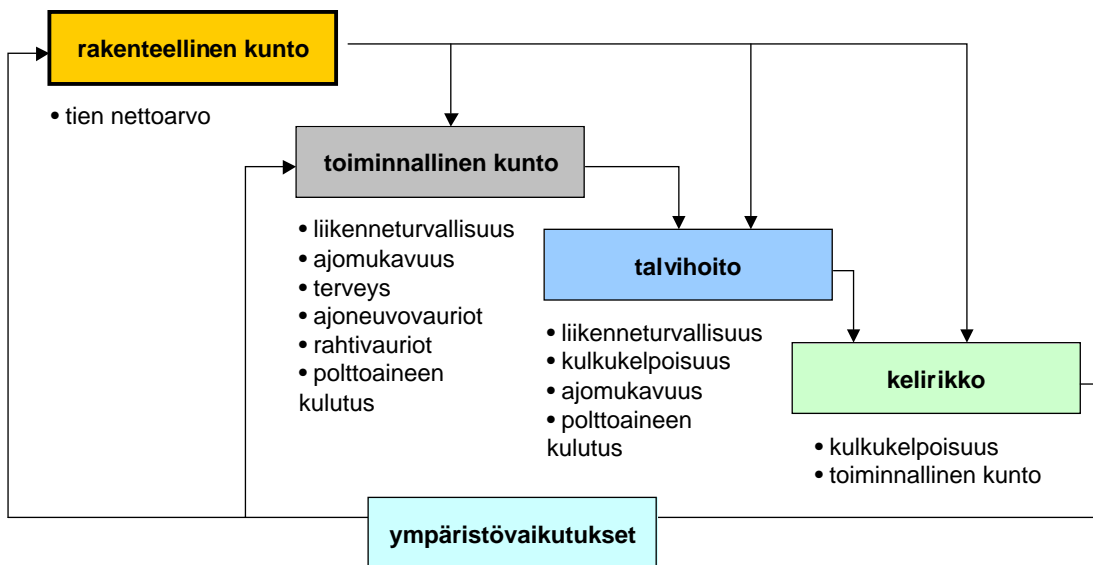 rakenteellinen kunto
• tien nettoarvo
toiminnallinen kunto
• liikenneturvallisuus
• ajomukavuus
• terveys
• ajoneuvovauriot
• rahtivauriot
• polttoaineen
kulutus
talvihoito
• liikenneturvallisuus
• kulkukelpoisuus
• ajomukavuus
• polttoaineen
kulutus
kelirikko
• kulkukelpoisuus
• toiminnallinen kunto
ympäristövaikutukset